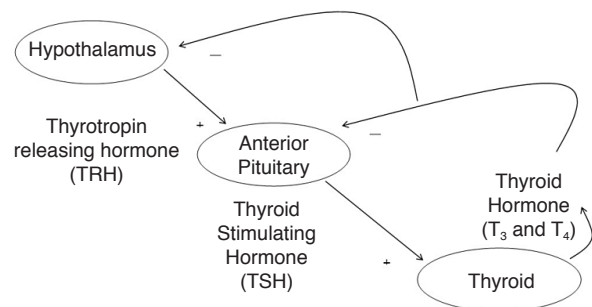 Hypothalamus
–
Thyrotropin
releasing hormone
(TRH)
+
Anterior
Pituitary
–
Thyroid
Stimulating
Hormone
(TSH)
Thyroid
Hormone
(T₃ and T₄)
+
Thyroid